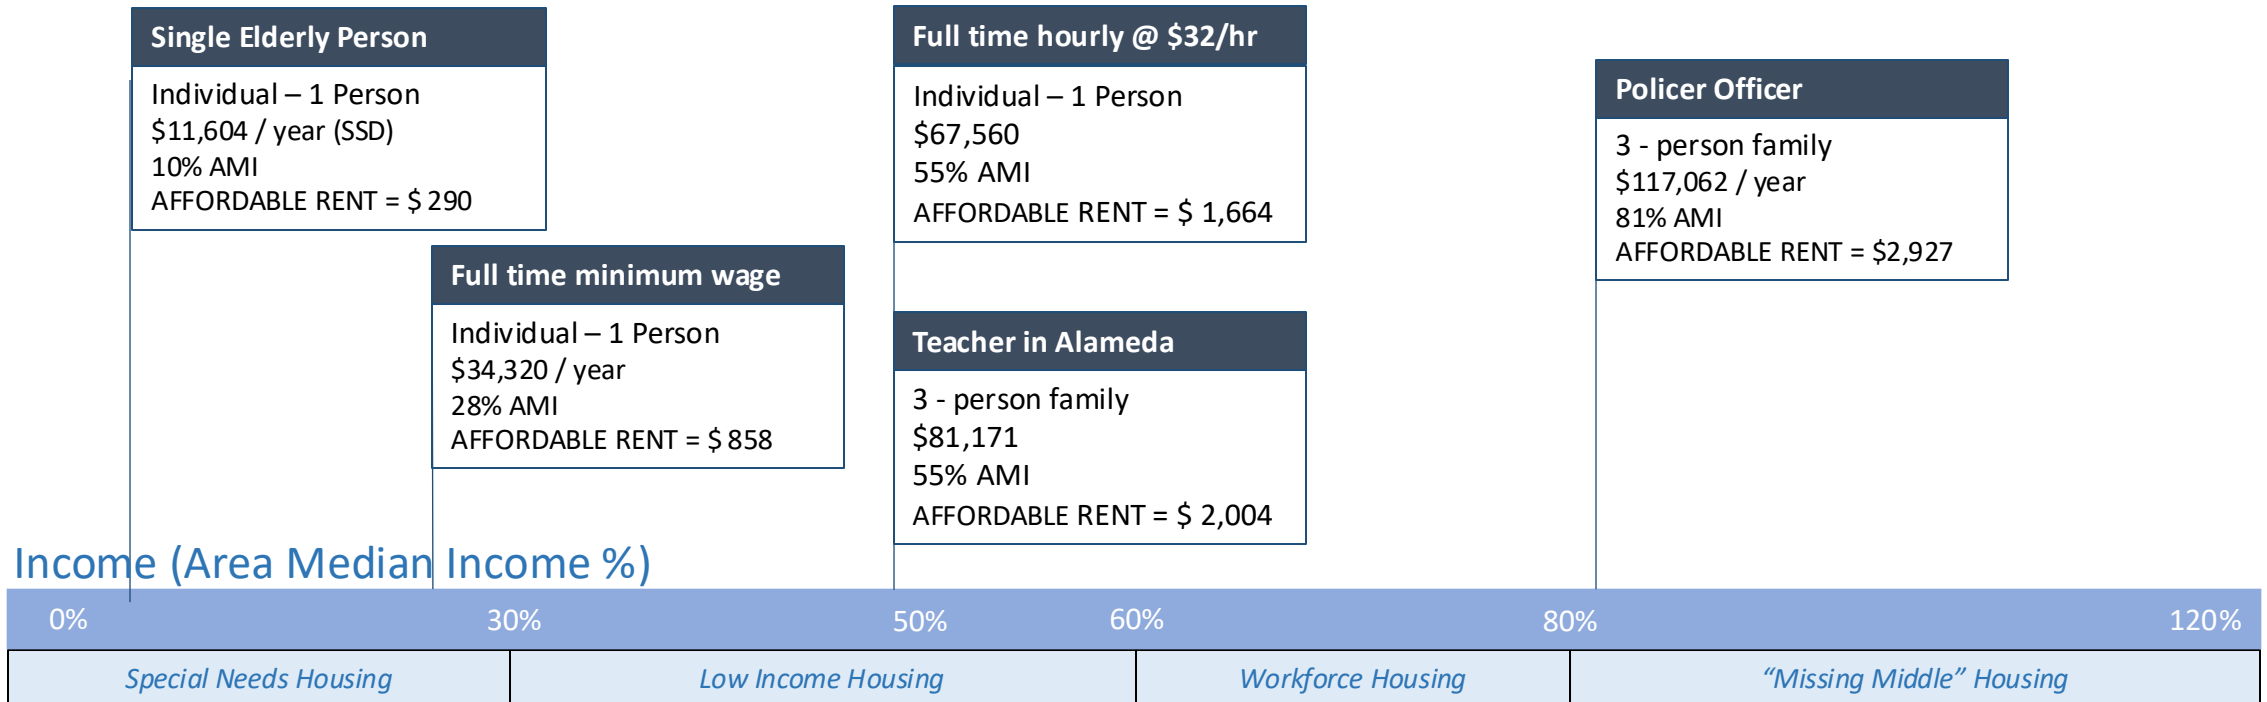 Single Elderly Person
Individual – 1 Person
$11,604 / year (SSD)
10% AMI
AFFORDABLE RENT = $ 290
Full time minimum wage
Individual – 1 Person
$34,320 / year
28% AMI
AFFORDABLE RENT = $ 858
Full time hourly @ $32/hr
Individual – 1 Person
$67,560
55% AMI
AFFORDABLE RENT = $ 1,664
Teacher in Alameda
3 - person family
$81,171
55% AMI
AFFORDABLE RENT = $ 2,004
Policer Officer
3 - person family
$117,062 / year
81% AMI
AFFORDABLE RENT = $2,927
Income (Area Median Income %)
0% 30% 50% 60% 80% 120%
Special Needs Housing Low Income Housing Workforce Housing “Missing Middle” Housing